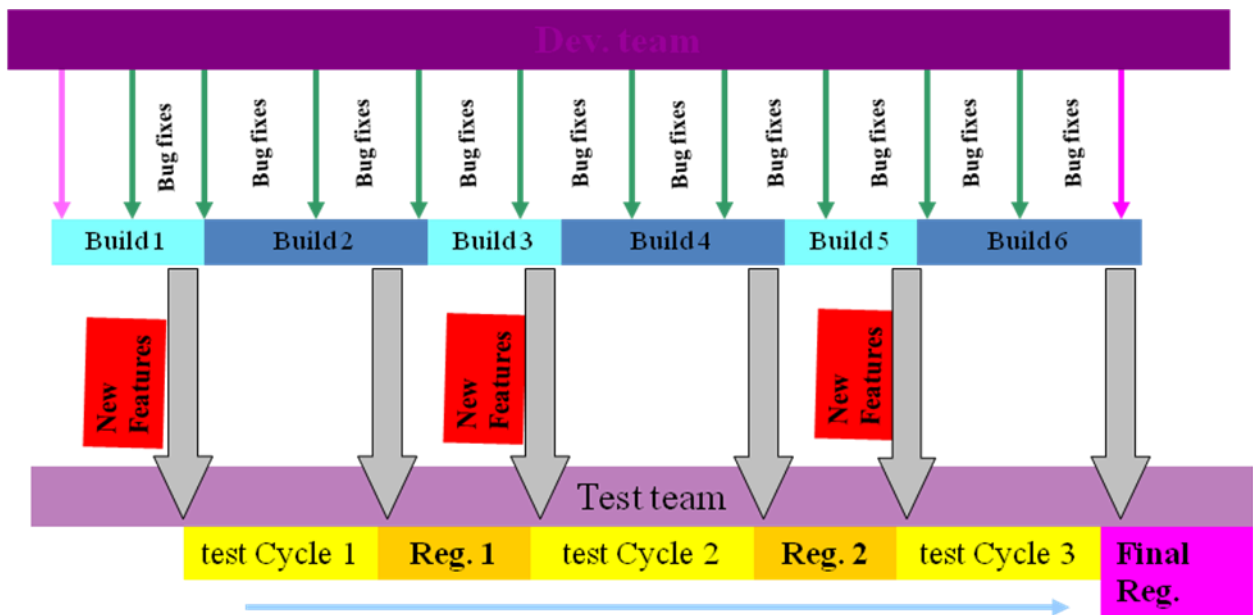 Dev. team
Bug fixes
Bug fixes
Bug fixes
Bug fixes
Bug fixes
Bug fixes
Bug fixes
Bug fixes
Bug fixes
Bug fixes
Build 1
Build 2
Build 3
Build 4
Build 5
Build 6
New
Features
New
Features
New
Features
Test team
test Cycle 1
Reg. 1
test Cycle 2
Reg. 2
test Cycle 3
Final
Reg.